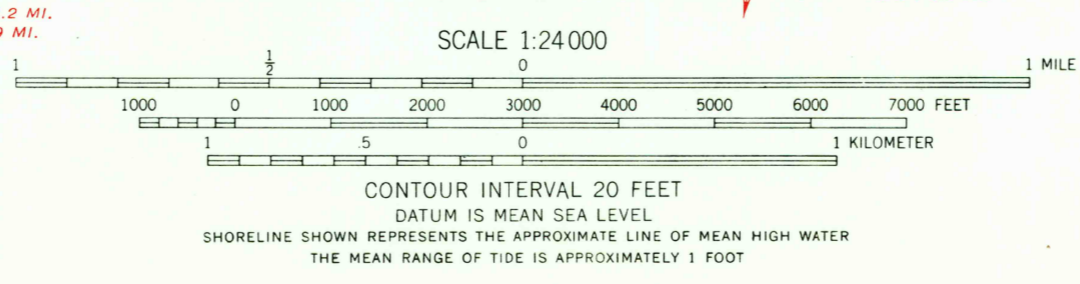 .2 MI.
MI.
SCALE 1:24 000
1 1/2 0 1 MILE
1000 0 1000 2000 3000 4000 5000 6000 7000 FEET
1 .5 0 1 KILOMETER
CONTOUR INTERVAL 20 FEET
DATUM IS MEAN SEA LEVEL
SHORELINE SHOWN REPRESENTS THE APPROXIMATE LINE OF MEAN HIGH WATER
THE MEAN RANGE OF TIDE IS APPROXIMATELY 1 FOOT